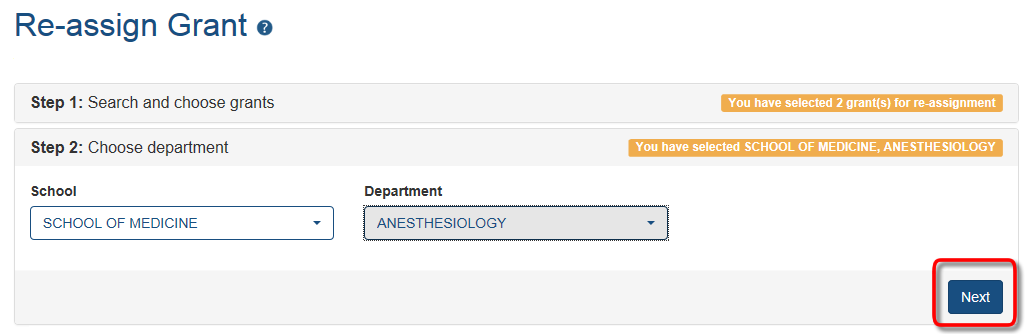 Re-assign Grant ?
Step 1: Search and choose grants
You have selected 2 grant(s) for re-assignment
Step 2: Choose department
You have selected SCHOOL OF MEDICINE, ANESTHESIOLOGY
School
Department
SCHOOL OF MEDICINE
ANESTHESIOLOGY
Next